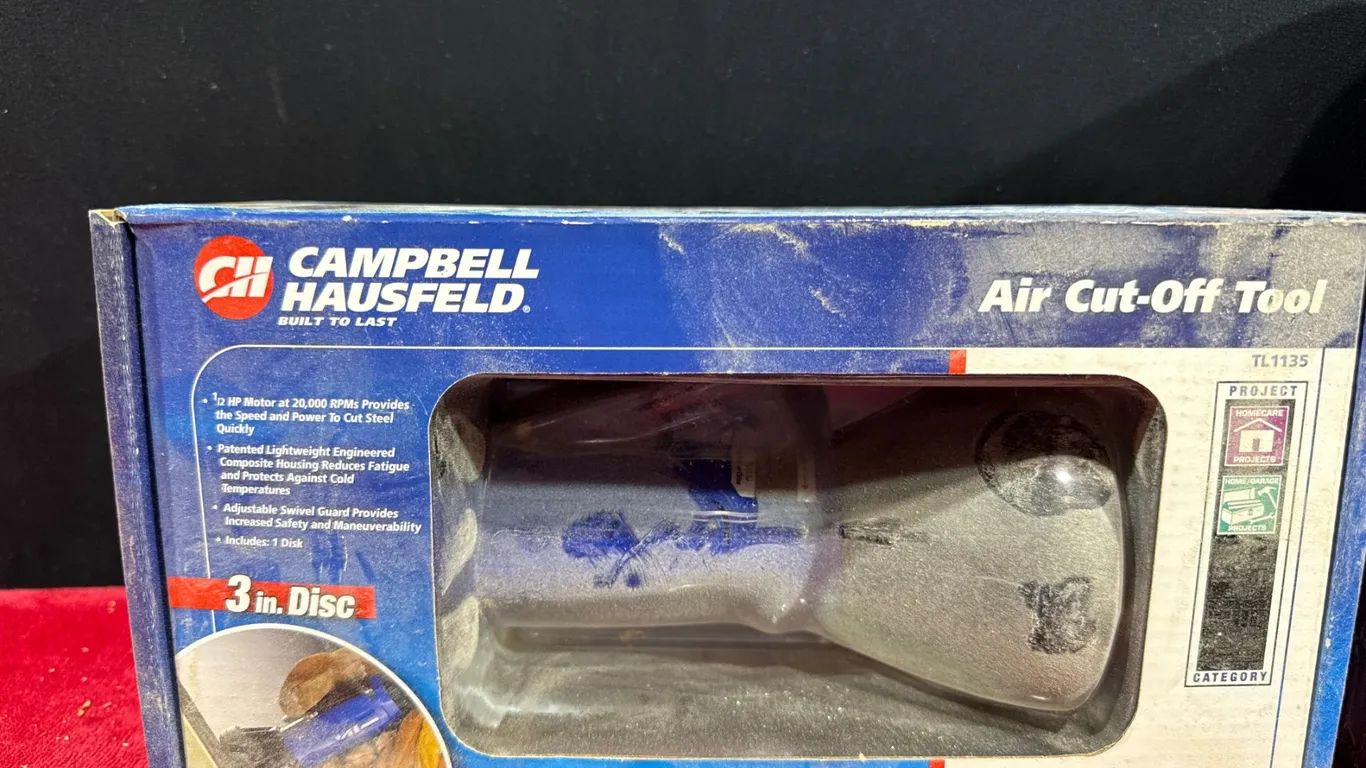 CH CAMPBELL
HAUSFELD®
BUILT TO LAST
Air Cut-Off Tool
TL1135
• 1/2 HP Motor at 20,000 RPMs Provides
the Speed and Power To Cut Steel
Quickly
• Patented Lightweight Engineered
Composite Housing Reduces Fatigue
and Protects Against Cold
Temperatures
• Adjustable Swivel Guard Provides
Increased Safety and Maneuverability
• Includes: 1 Disk
3 in. Disc
PROJECT
HOMECARE
PROJECTS
HOME/GARAGE
PROJECTS
CATEGORY